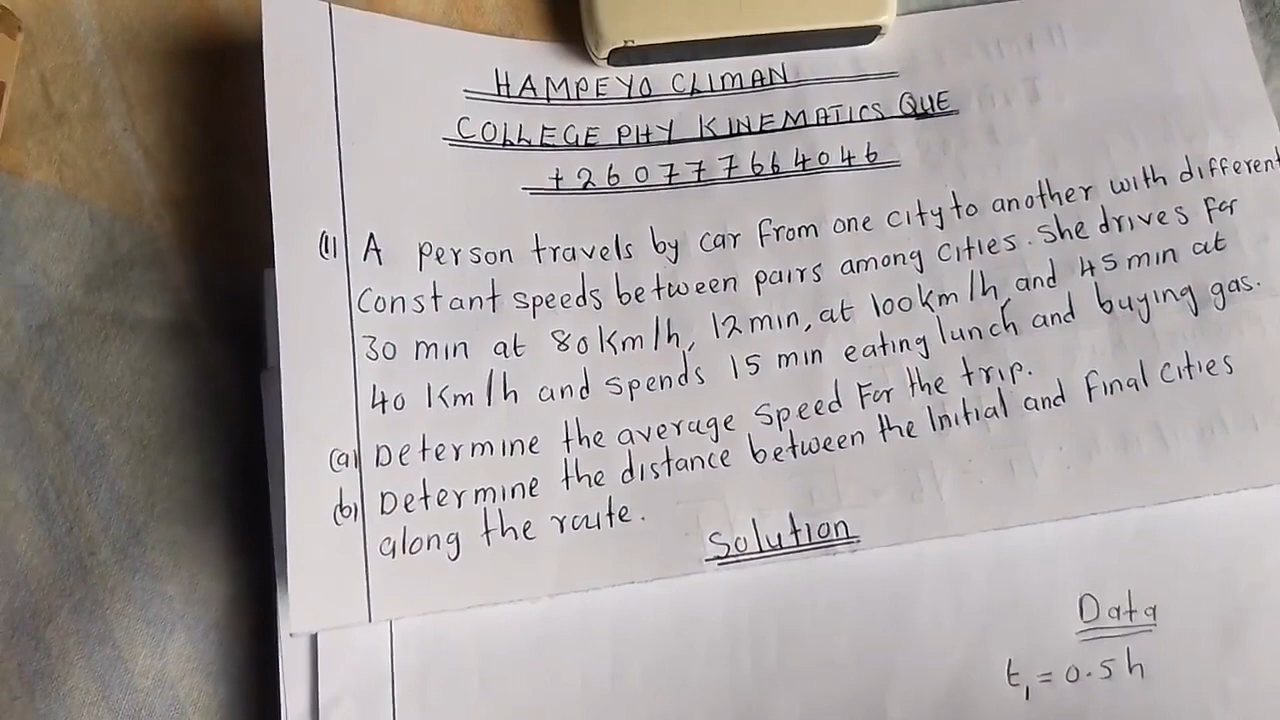 HAMPEYO CLIMAN
COLLEGE PHY KINEMATICS QUE
+260777664046
(1) A person travels by car from one city to another with different
constant speeds between pairs among cities. She drives for
30 min at 80km/h, 12min, at 100km/h, and 45min at
40 km/h and spends 15 min eating lunch and buying gas.
(a) Determine the average speed for the trip.
(b) Determine the distance between the initial and final cities
along the route.
Solution
Data
t₁ = 0.5h